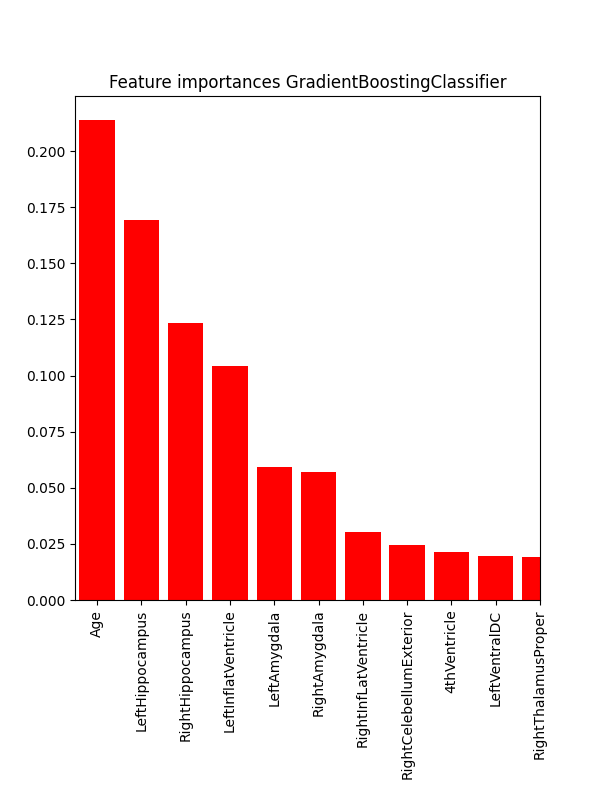 Feature importances GradientBoostingClassifier
0.200
0.175
0.150
0.125
0.100
0.075
0.050
0.025
0.000
Age
LeftHippocampus
RightHippocampus
LeftInflatVentricle
LeftAmygdala
RightAmygdala
RightInfLatVentricle
RightCelebellumExterior
4thVentricle
LeftVentralDC
RightThalamusProper